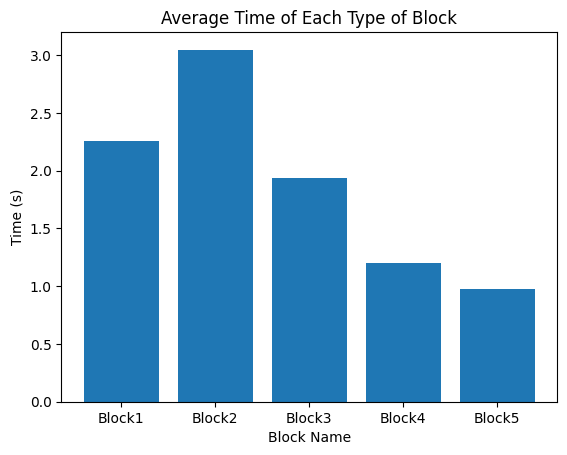 Average Time of Each Type of Block
3.0
2.5
2.0
1.5
1.0
0.5
0.0
Time (s)
Block1 Block2 Block3 Block4 Block5
Block Name